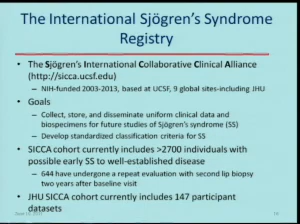 The International Sjögren's Syndrome
Registry
• The Sjögren's International Collaborative Clinical Alliance
(http://sicca.ucsf.edu)
– NIH-funded 2003-2013, based at UCSF, 9 global sites-including JHU
• Goals
– Collect, store, and disseminate uniform clinical data and
biospecimens for future studies of Sjögren's syndrome (SS)
– Develop standardized classification criteria for SS
• SICCA cohort currently includes >2700 individuals with
possible early SS to well-established disease
– 644 have undergone a repeat evaluation with second lip biopsy
two years after baseline visit
• JHU SICCA cohort currently includes 147 participant
datasets